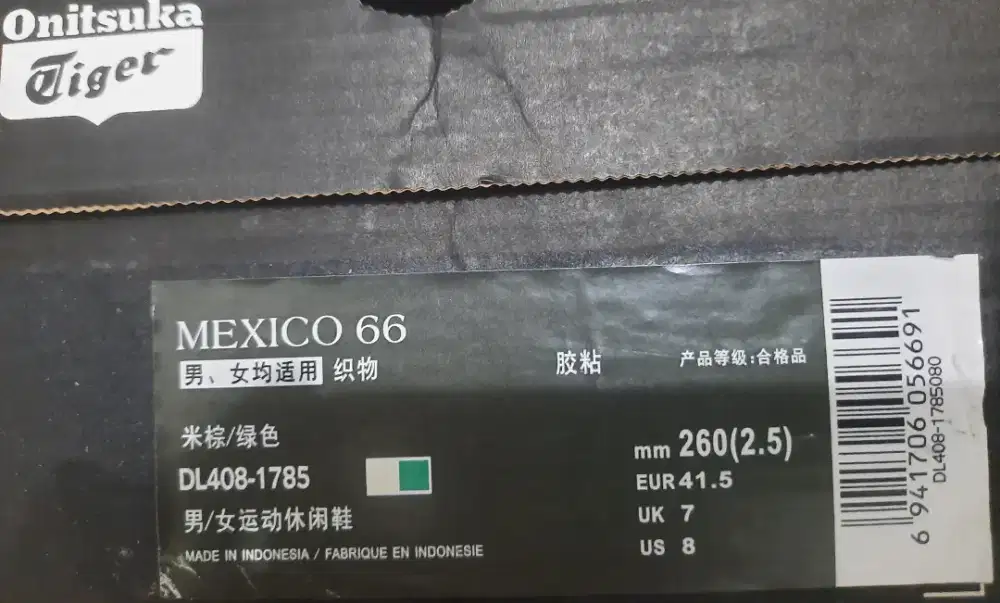 Onitsuka
Tiger
MEXICO 66
男、女均适用 织物 胶粘 产品等级:合格品
米棕/绿色
DL408-1785
男/女运动休闲鞋
MADE IN INDONESIA / FABRIQUE EN INDONESIE
mm 260(2.5)
EUR 41.5
UK 7
US 8
6 941706 056691
DL408-1785080